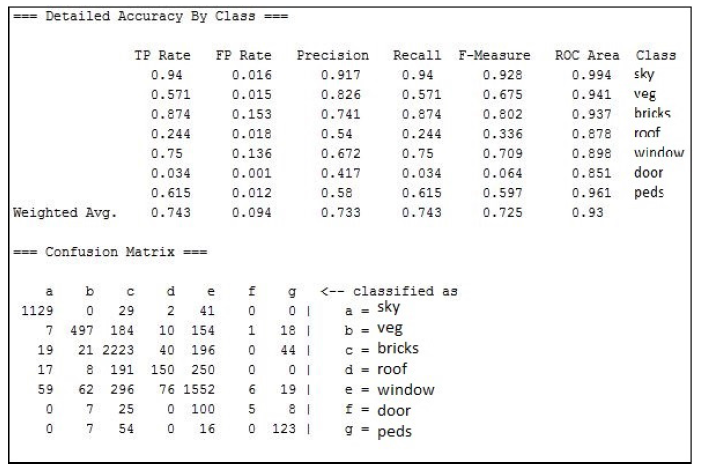 === Detailed Accuracy By Class ===
TP Rate FP Rate Precision Recall F-Measure ROC Area Class
0.94 0.016 0.917 0.94 0.928 0.994 sky
0.571 0.015 0.826 0.571 0.675 0.941 veg
0.874 0.153 0.741 0.874 0.802 0.937 bricks
0.244 0.018 0.54 0.244 0.336 0.878 roof
0.75 0.136 0.672 0.75 0.709 0.898 window
0.034 0.001 0.417 0.034 0.064 0.851 door
0.615 0.012 0.58 0.615 0.597 0.961 peds
Weighted Avg. 0.743 0.094 0.733 0.743 0.725 0.93
=== Confusion Matrix ===
a b c d e f g <-- classified as
1129 0 29 2 41 0 0 | a = sky
7 497 184 10 154 1 18 | b = veg
19 21 2223 40 196 0 44 | c = bricks
17 8 191 150 250 0 0 | d = roof
59 62 296 76 1552 6 19 | e = window
0 7 25 0 100 5 8 | f = door
0 7 54 0 16 0 123 | g = peds